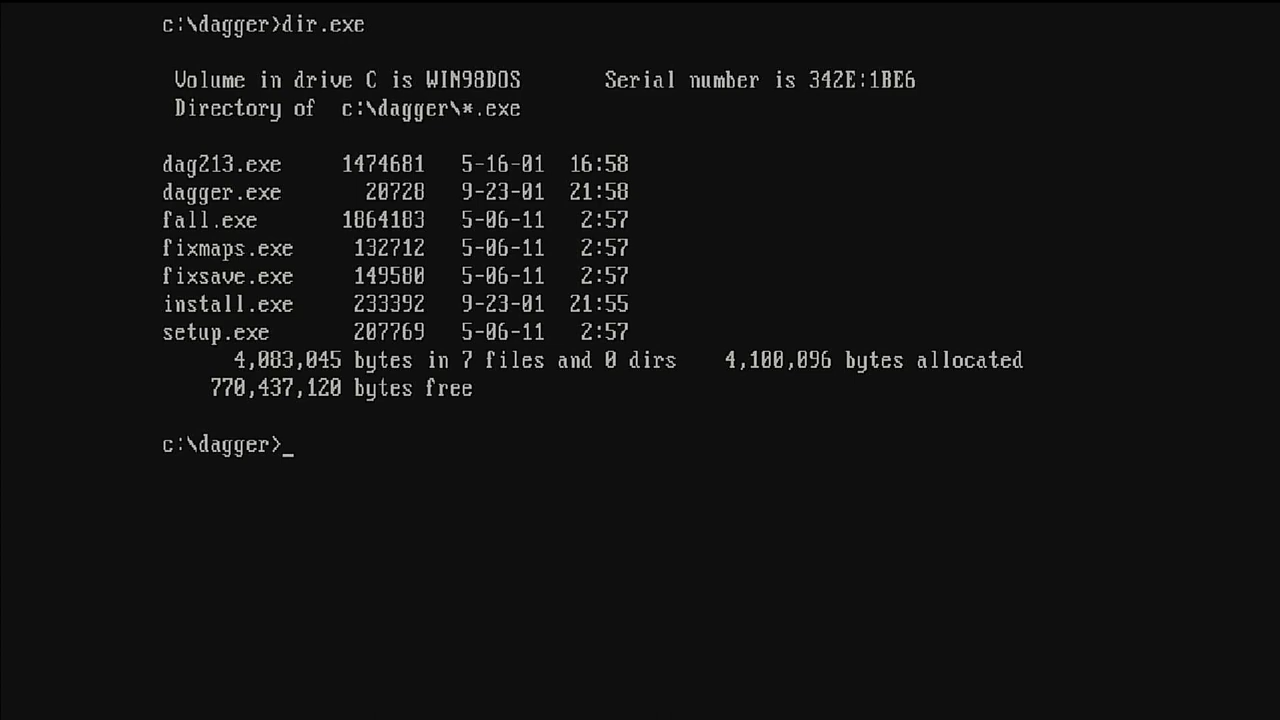 c:\dagger>dir.exe
Volume in drive C is WIN98DOS Serial number is 342E:1BE6
Directory of c:\dagger\*.exe
dag213.exe 1474681 5-16-01 16:58
dagger.exe 20728 9-23-01 21:58
fall.exe 1864183 5-06-11 2:57
fixmaps.exe 132712 5-06-11 2:57
fixsave.exe 149580 5-06-11 2:57
install.exe 233392 9-23-01 21:55
setup.exe 207769 5-06-11 2:57
4,083,045 bytes in 7 files and 0 dirs 4,100,096 bytes allocated
770,437,120 bytes free
c:\dagger>_